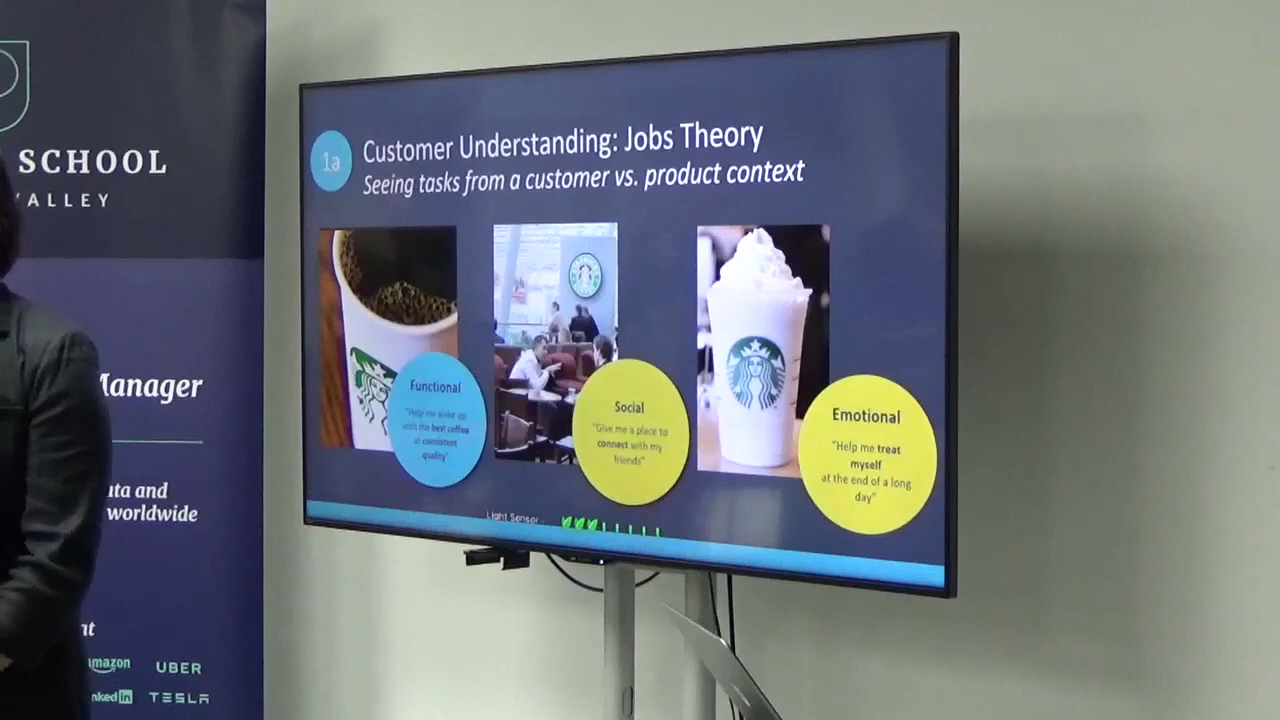 SCHOOL
VALLEY
Manager
and
worldwide
amazon
UBER
TESLA
1a
Customer Understanding: Jobs Theory
Seeing tasks from a customer vs. product context
Functional
"Help me wake up
with the best coffee
at consistent
quality"
Social
"Give me a place to
connect with my
friends"
Emotional
"Help me treat
myself
at the end of a long
day"
Light Sensor